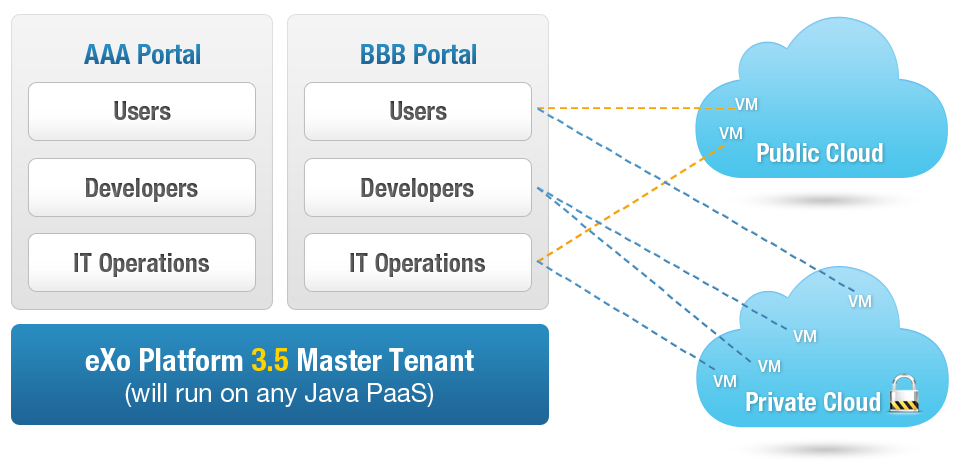 AAA Portal
Users
Developers
IT Operations
BBB Portal
Users
Developers
IT Operations
eXo Platform 3.5 Master Tenant
(will run on any Java PaaS)
VM
VM
Public Cloud
VM
VM
VM
VM
Private Cloud